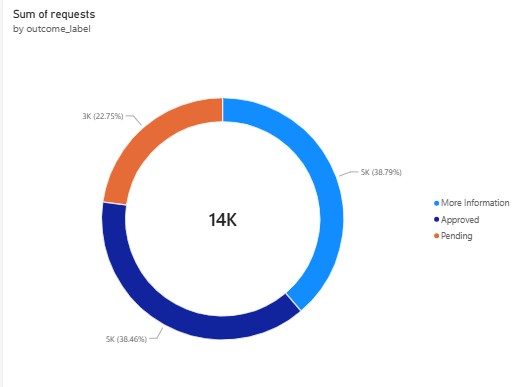 Sum of requests
by outcome_label
3K (22.75%)
5K (38.79%)
14K
More Information
Approved
Pending
5K (38.46%)